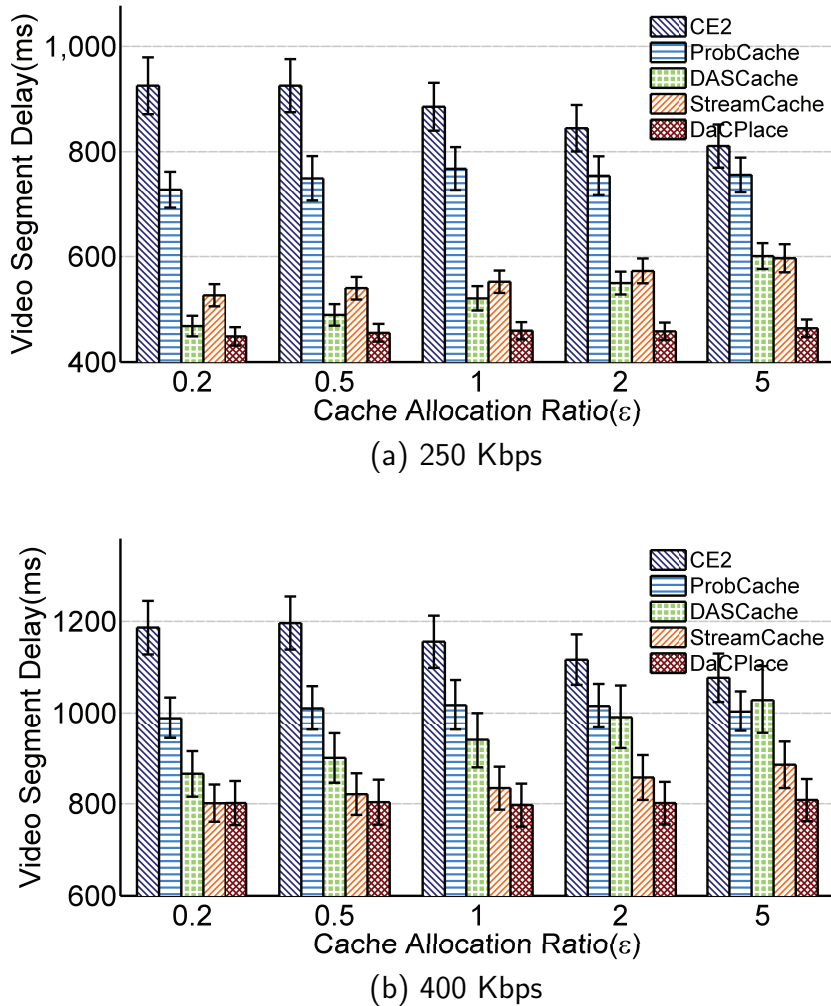 Video Segment Delay(ms)
1,000
800
600
400
CE2
ProbCache
DASCache
StreamCache
DaCPlace
0.2 0.5 1 2 5
Cache Allocation Ratio(ε)
(a) 250 Kbps
Video Segment Delay(ms)
1200
1000
800
600
CE2
ProbCache
DASCache
StreamCache
DaCPlace
0.2 0.5 1 2 5
Cache Allocation Ratio(ε)
(b) 400 Kbps